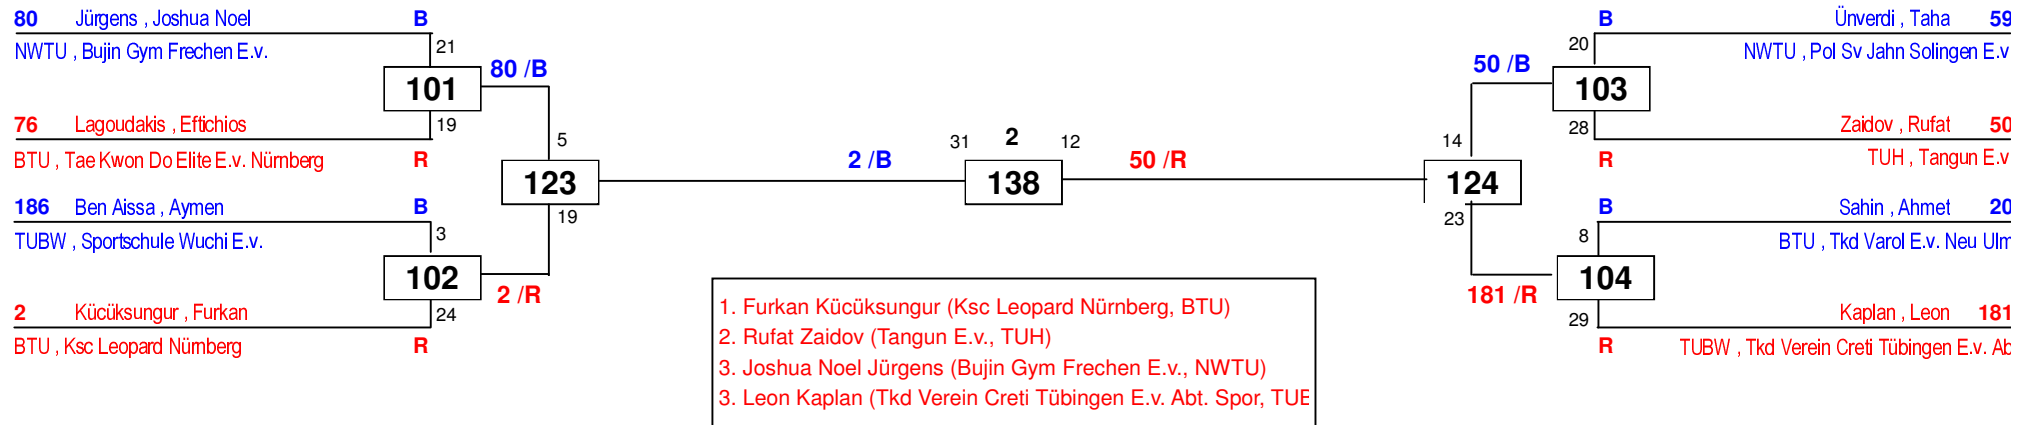 80 Jürgens , Joshua Noel B
NWTU , Bujin Gym Frechen E.v.
21
101
80 /B
19
76 Lagoudakis , Eftichios
BTU , Tae Kwon Do Elite E.v. Nürnberg R
5
123
19
186 Ben Aissa , Aymen B
TUBW , Sportschule Wuchi E.v.
3
102
2 /R
24
2 Kücüksungur , Furkan
BTU , Ksc Leopard Nürnberg R
2 /B
31 2 12
138
50 /R
1. Furkan Kücüksungur (Ksc Leopard Nürnberg, BTU)
2. Rufat Zaidov (Tangun E.v., TUH)
3. Joshua Noel Jürgens (Bujin Gym Frechen E.v., NWTU)
3. Leon Kaplan (Tkd Verein Creti Tübingen E.v. Abt. Spor, TUE
14
124
23
B Ünverdi , Taha 59
NWTU , Pol Sv Jahn Solingen E.v
20
50 /B
103
28
Zaidov , Rufat 50
R TUH , Tangun E.v
B Sahin , Ahmet 20
BTU , Tkd Varol E.v. Neu Ulm
8
104
181 /R
29
Kaplan , Leon 181
R TUBW , Tkd Verein Creti Tübingen E.v. Ab